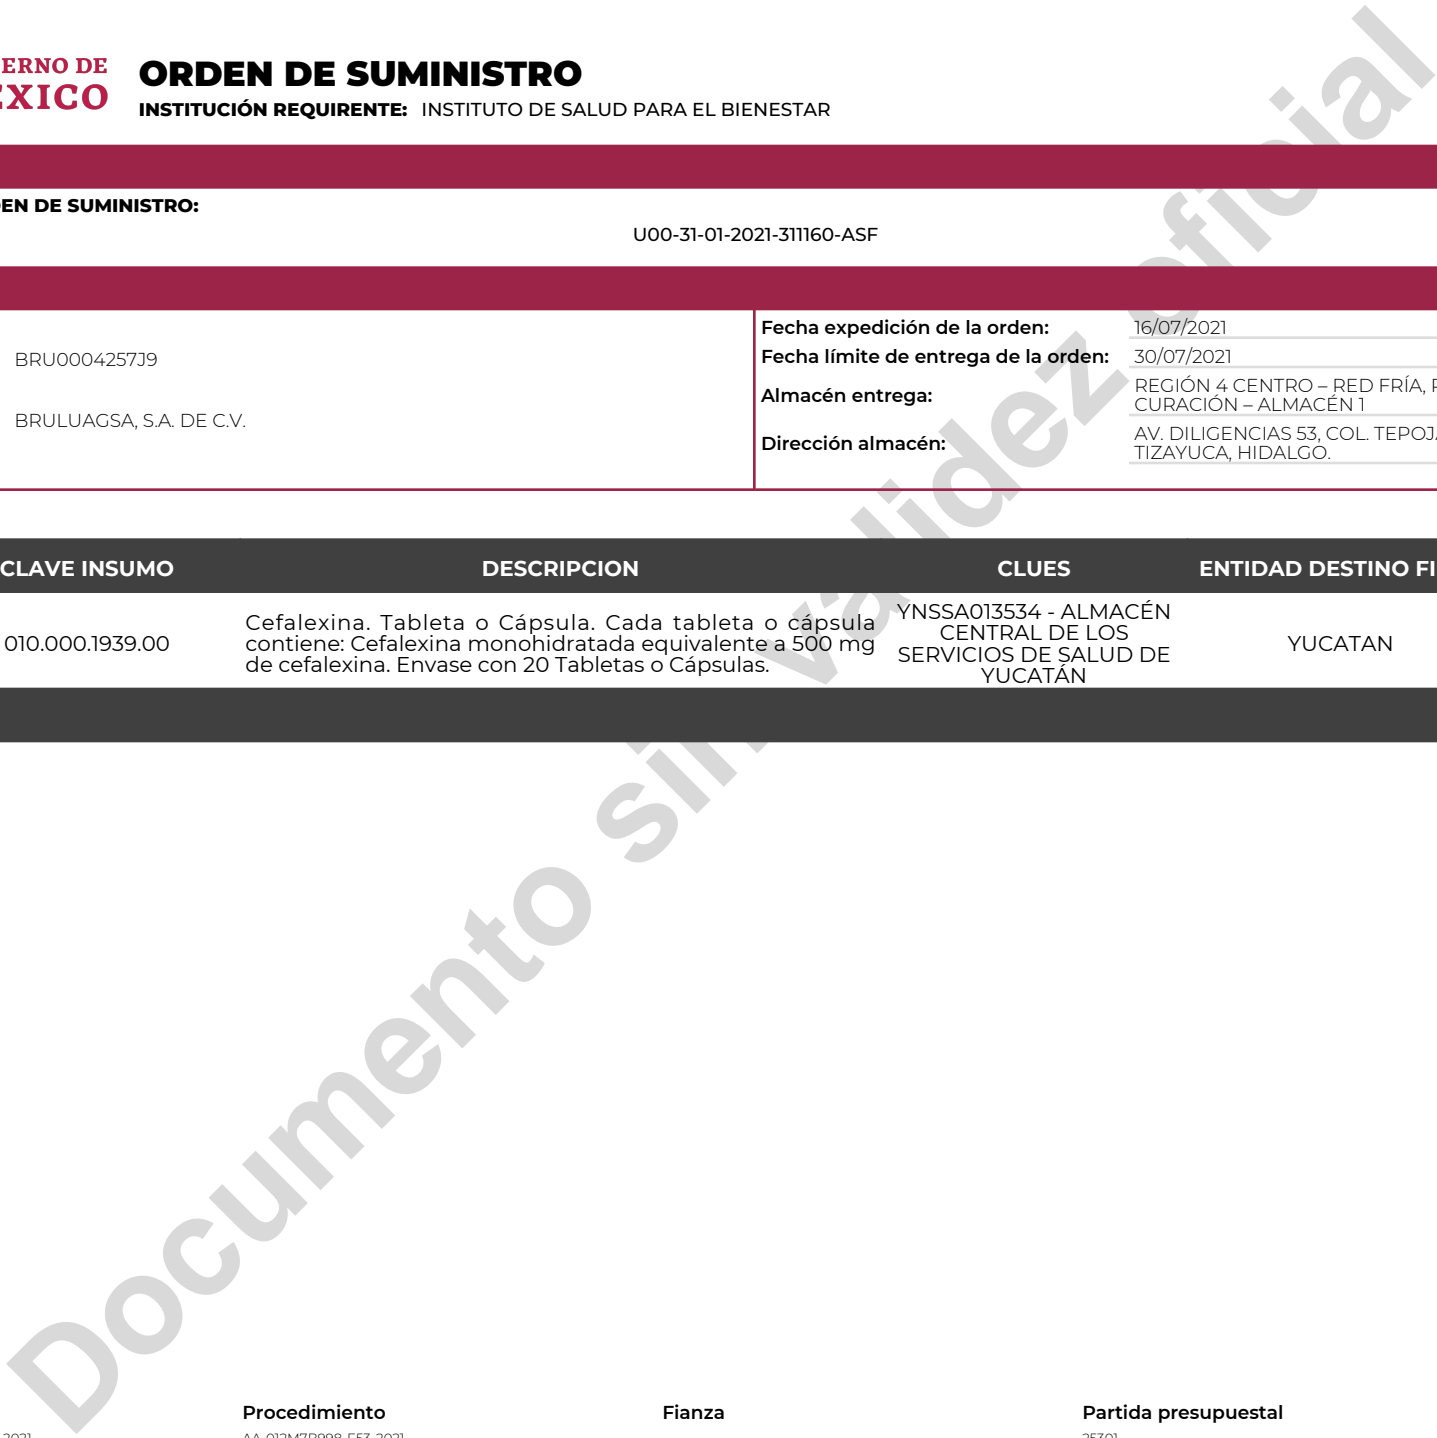 ERNO DE
ORDEN DE SUMINISTRO
INSTITUCIÓN REQUIRENTE: INSTITUTO DE SALUD PARA EL BIENESTAR
EN DE SUMINISTRO:
U00-31-01-2021-311160-ASF
BRU0004257J9
BRULUAGSA, S.A. DE C.V.
Fecha expedición de la orden: 16/07/2021
Fecha límite de entrega de la orden: 30/07/2021
Almacén entrega: REGIÓN 4 CENTRO – RED FRÍA,
CURACIÓN – ALMACÉN 1
Dirección almacén: AV. DILIGENCIAS 53, COL. TEPOJ
TIZAYUCA, HIDALGO.
CLAVE INSUMO DESCRIPCION CLUES ENTIDAD DESTINO FI
010.000.1939.00
Cefalexina. Tableta o Cápsula. Cada tableta o cápsula
contiene: Cefalexina monohidratada equivalente a 500 mg
de cefalexina. Envase con 20 Tabletas o Cápsulas.
YNSSA013534 - ALMACÉN
CENTRAL DE LOS
SERVICIOS DE SALUD DE
YUCATÁN
YUCATAN
Documento sin validez oficial
Procedimiento Fianza Partida presupuestal